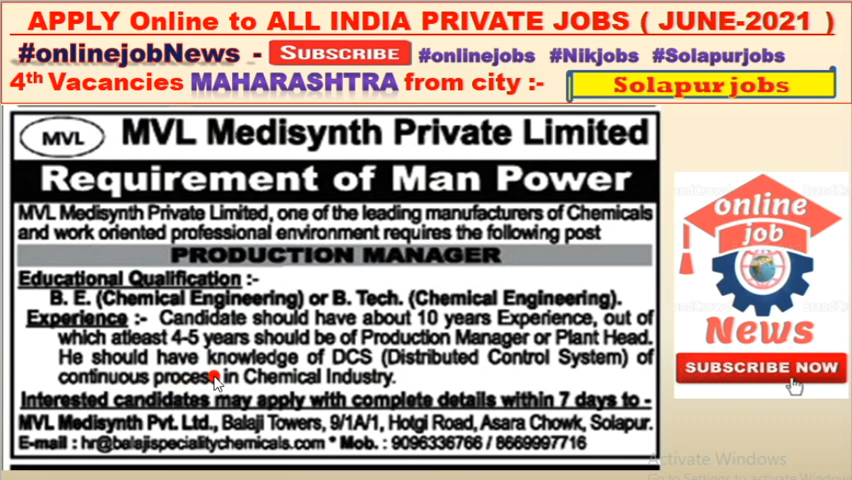 APPLY Online to ALL INDIA PRIVATE JOBS ( JUNE-2021 )
#onlinejobNews - SUBSCRIBE #onlinejobs #Nikjobs #Solapurjobs
4th Vacancies MAHARASHTRA from city :- Solapur jobs
MVL MVL Medisynth Private Limited
Requirement of Man Power
MVL Medisynth Private Limited, one of the leading manufacturers of Chemicals
and work oriented professional environment requires the following post
PRODUCTION MANAGER
Educational Qualification :-
B. E. (Chemical Engineering) or B. Tech. (Chemical Engineering).
Experience :- Candidate should have about 10 years Experience, out of
which atleast 4-5 years should be of Production Manager or Plant Head.
He should have knowledge of DCS (Distributed Control System) of
continuous process in Chemical Industry.
Interested candidates may apply with complete details within 7 days to -
MVL Medisynth Pvt. Ltd., Balaji Towers, 9/1A/1, Hotgi Road, Asara Chowk, Solapur.
E-mail : hr@balajispecialitychemicals.com * Mob. : 9096336766 / 8669997716
online
job
News
SUBSCRIBE NOW
Activate Windows
Go to Settings to activate Windows